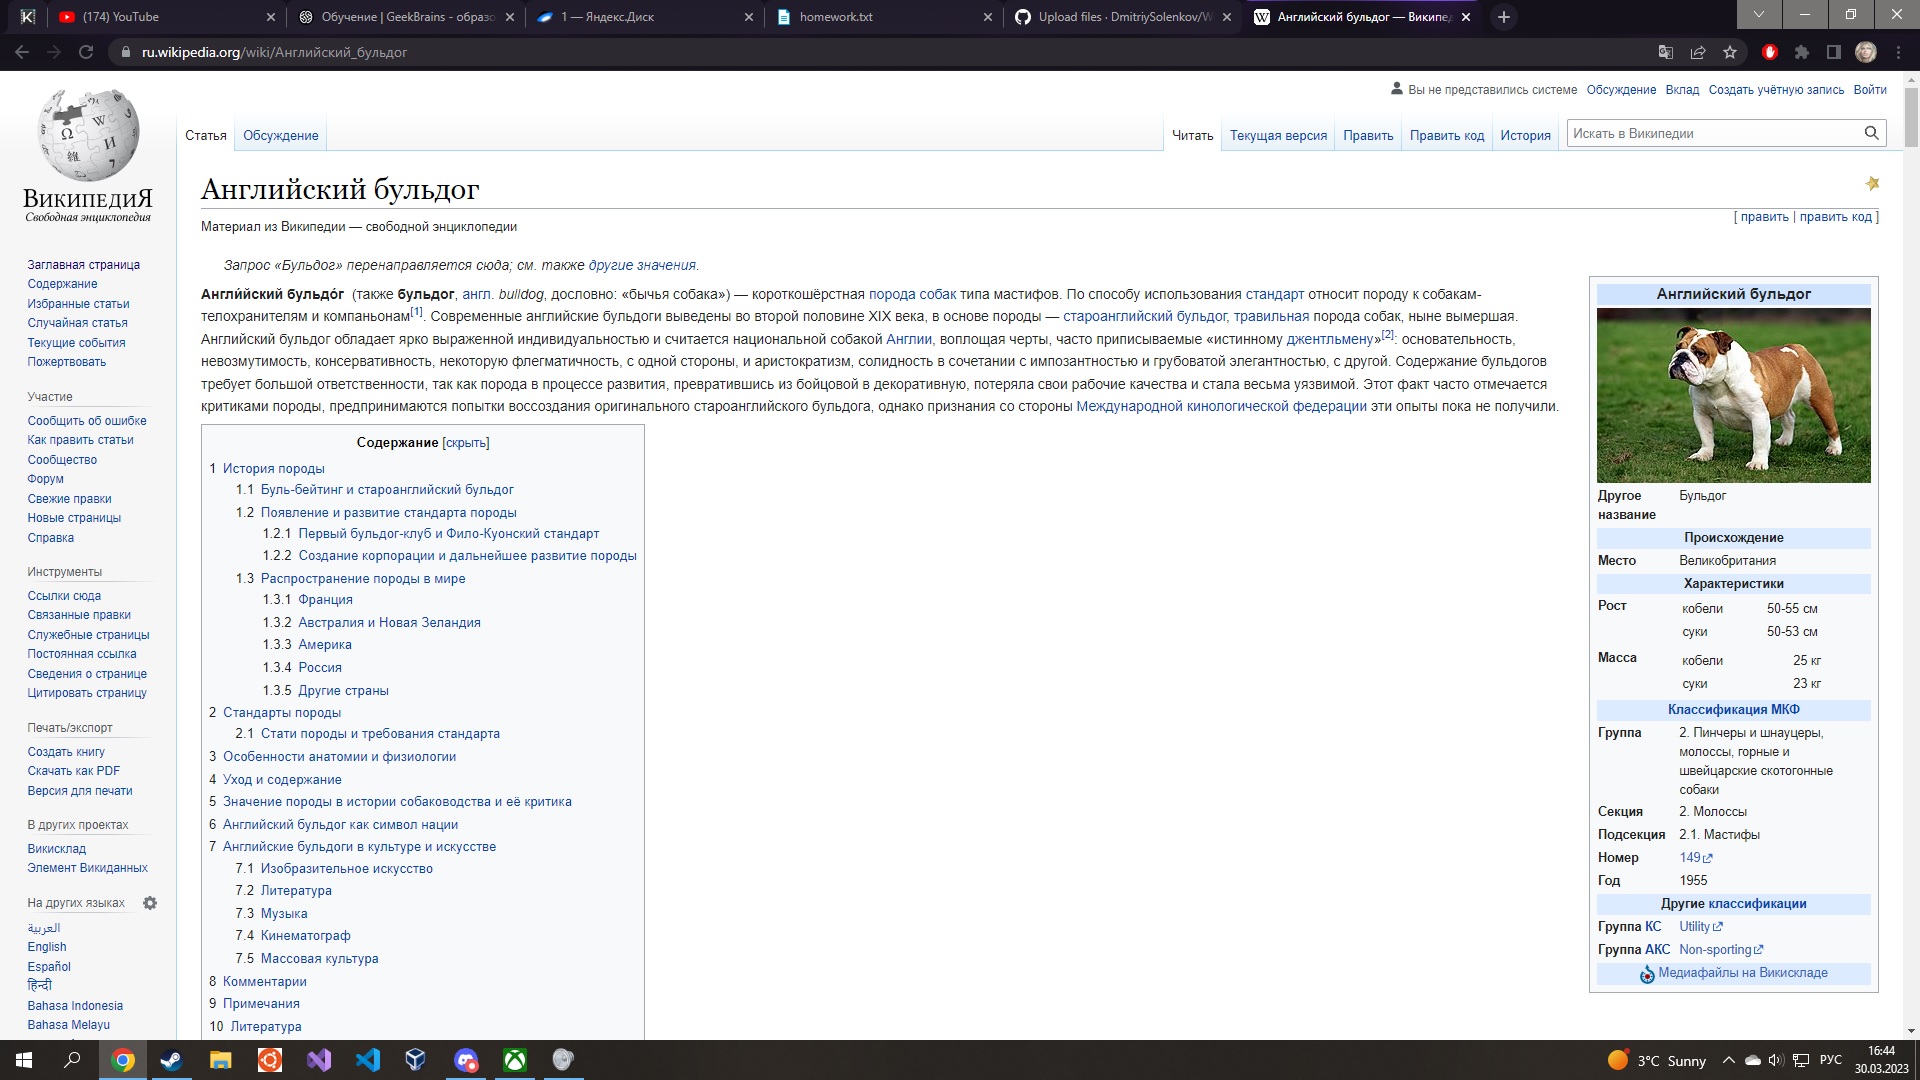 (174) YouTube
Обучение | GeekBrains - образо
1 — Яндекс.Диск
homework.txt
Upload files · DmitriySolenkov/W
Английский бульдог — Википед
ru.wikipedia.org/wiki/Английский_бульдог
Вы не представились системе Обсуждение Вклад Создать учётную запись Войти
Статья Обсуждение
Читать Текущая версия Править Править код История Искать в Википедии
ВИКИПЕДИЯ
Свободная энциклопедия
Заглавная страница
Содержание
Избранные статьи
Случайная статья
Текущие события
Пожертвовать
Участие
Сообщить об ошибке
Как править статьи
Сообщество
Форум
Свежие правки
Новые страницы
Справка
Инструменты
Ссылки сюда
Связанные правки
Служебные страницы
Постоянная ссылка
Сведения о странице
Цитировать страницу
Печать/экспорт
Создать книгу
Скачать как PDF
Версия для печати
В других проектах
Викисклад
Элемент Викиданных
На других языках
العربية
English
Español
हिन्दी
Bahasa Indonesia
Bahasa Melayu
Английский бульдог
[ править | править код ]
Материал из Википедии — свободной энциклопедии
Запрос «Бульдог» перенаправляется сюда; см. также другие значения.
Англи́йский бульдо́г (также бульдог, англ. bulldog, дословно: «бычья собака») — короткошёрстная порода собак типа мастифов. По способу использования стандарт относит породу к собакам-
телохранителям и компаньонам[1]. Современные английские бульдоги выведены во второй половине XIX века, в основе породы — староанглийский бульдог, травильная порода собак, ныне вымершая.
Английский бульдог обладает ярко выраженной индивидуальностью и считается национальной собакой Англии, воплощая черты, часто приписываемые «истинному джентльмену»[2]: основательность,
невозмутимость, консервативность, некоторую флегматичность, с одной стороны, и аристократизм, солидность в сочетании с импозантностью и грубоватой элегантностью, с другой. Содержание бульдогов
требует большой ответственности, так как порода в процессе развития, превратившись из бойцовой в декоративную, потеряла свои рабочие качества и стала весьма уязвимой. Этот факт часто отмечается
критиками породы, предпринимаются попытки воссоздания оригинального староанглийского бульдога, однако признания со стороны Международной кинологической федерации эти опыты пока не получили.
Содержание [скрыть]
1 История породы
1.1 Буль-бейтинг и староанглийский бульдог
1.2 Появление и развитие стандарта породы
1.2.1 Первый бульдог-клуб и Фило-Куонский стандарт
1.2.2 Создание корпорации и дальнейшее развитие породы
1.3 Распространение породы в мире
1.3.1 Франция
1.3.2 Австралия и Новая Зеландия
1.3.3 Америка
1.3.4 Россия
1.3.5 Другие страны
2 Стандарты породы
2.1 Стати породы и требования стандарта
3 Особенности анатомии и физиологии
4 Уход и содержание
5 Значение породы в истории собаководства и её критика
6 Английский бульдог как символ нации
7 Английские бульдоги в культуре и искусстве
7.1 Изобразительное искусство
7.2 Литература
7.3 Музыка
7.4 Кинематограф
7.5 Массовая культура
8 Комментарии
9 Примечания
10 Литература
Английский бульдог
Другое название Бульдог
Происхождение
Место Великобритания
Характеристики
Рост кобели 50-55 см
суки 50-53 см
Масса кобели 25 кг
суки 23 кг
Классификация МКФ
Группа 2. Пинчеры и шнауцеры,
молоссы, горные и
швейцарские скотогонные
собаки
Секция 2. Молоссы
Подсекция 2.1. Мастифы
Номер 149
Год 1955
Другие классификации
Группа КС Utility
Группа АКС Non-sporting
Медиафайлы на Викискладе
3°C Sunny
РУС
16:44
30.03.2023